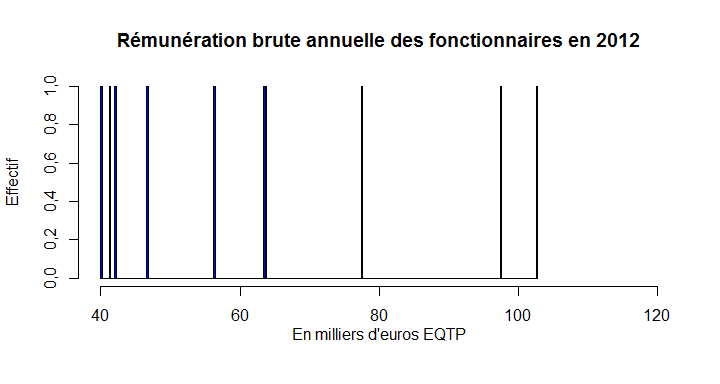 Rémunération brute annuelle des fonctionnaires en 2012
Effectif
1,0
0,8
0,6
0,4
0,2
0,0
40 60 80 100 120
En milliers d'euros EQTP